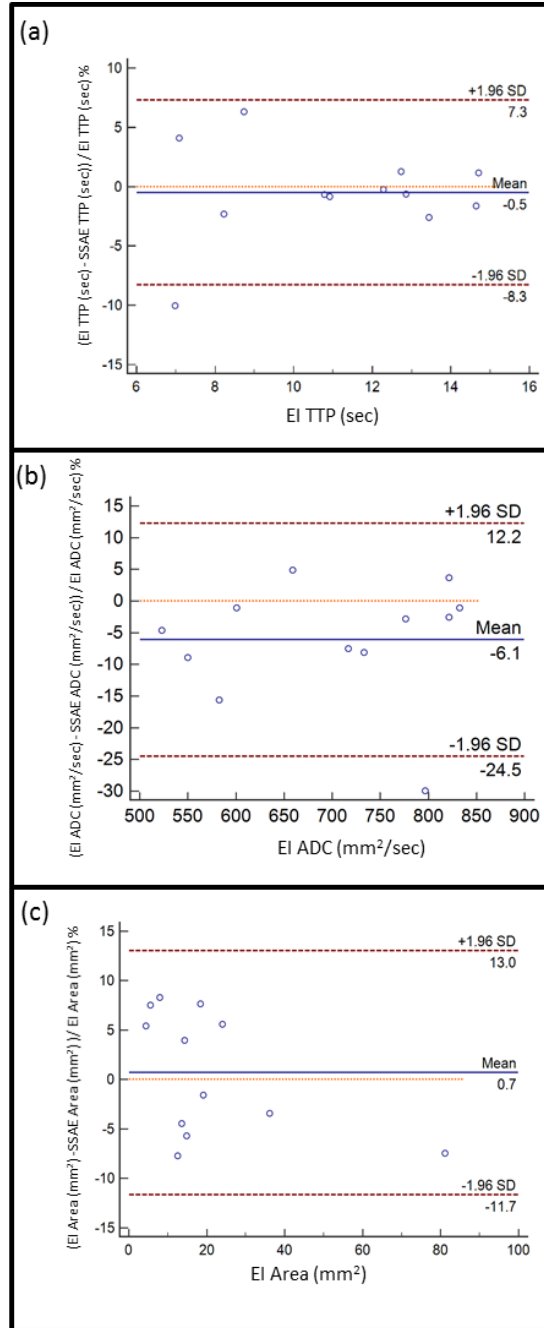 (a)
(EI TTP (sec) - SSAE TTP (sec)) / EI TTP (sec) %
10
5
0
-5
-10
-15
+1.96 SD
7.3
Mean
-0.5
-1.96 SD
-8.3
6 8 10 12 14 16
EI TTP (sec)
(b)
(EI ADC (mm²/sec) - SSAE ADC (mm²/sec)) / EI ADC (mm²/sec) %
15
10
5
0
-5
-10
-15
-20
-25
-30
+1.96 SD
12.2
Mean
-6.1
-1.96 SD
-24.5
500 550 600 650 700 750 800 850 900
EI ADC (mm²/sec)
(c)
(EI Area (mm²) -SSAE Area (mm²) )/ EI Area (mm²) %
15
10
5
0
-5
-10
-15
+1.96 SD
13.0
Mean
0.7
-1.96 SD
-11.7
0 20 40 60 80 100
EI Area (mm²)